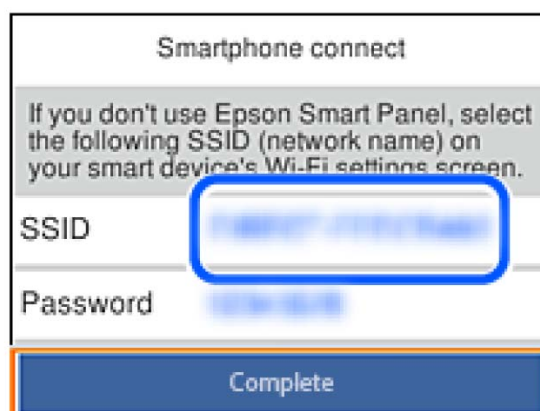 Smartphone connect
If you don't use Epson Smart Panel, select
the following SSID (network name) on
your smart device's Wi-Fi settings screen.
SSID
Password
Complete